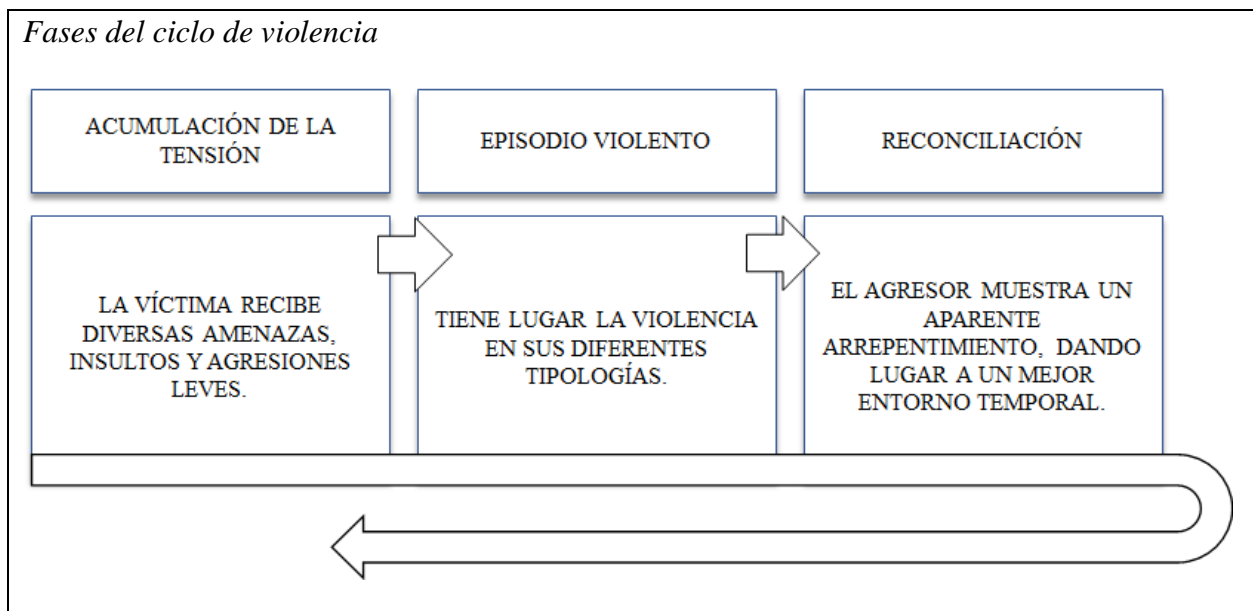 Fases del ciclo de violencia
ACUMULACIÓN DE LA
TENSIÓN
EPISODIO VIOLENTO
RECONCILIACIÓN
LA VÍCTIMA RECIBE
DIVERSAS AMENAZAS,
INSULTOS Y AGRESIONES
LEVES.
TIENE LUGAR LA VIOLENCIA
EN SUS DIFERENTES
TIPOLOGÍAS.
EL AGRESOR MUESTRA UN
APARENTE
ARREPENTIMIENTO, DANDO
LUGAR A UN MEJOR
ENTORNO TEMPORAL.